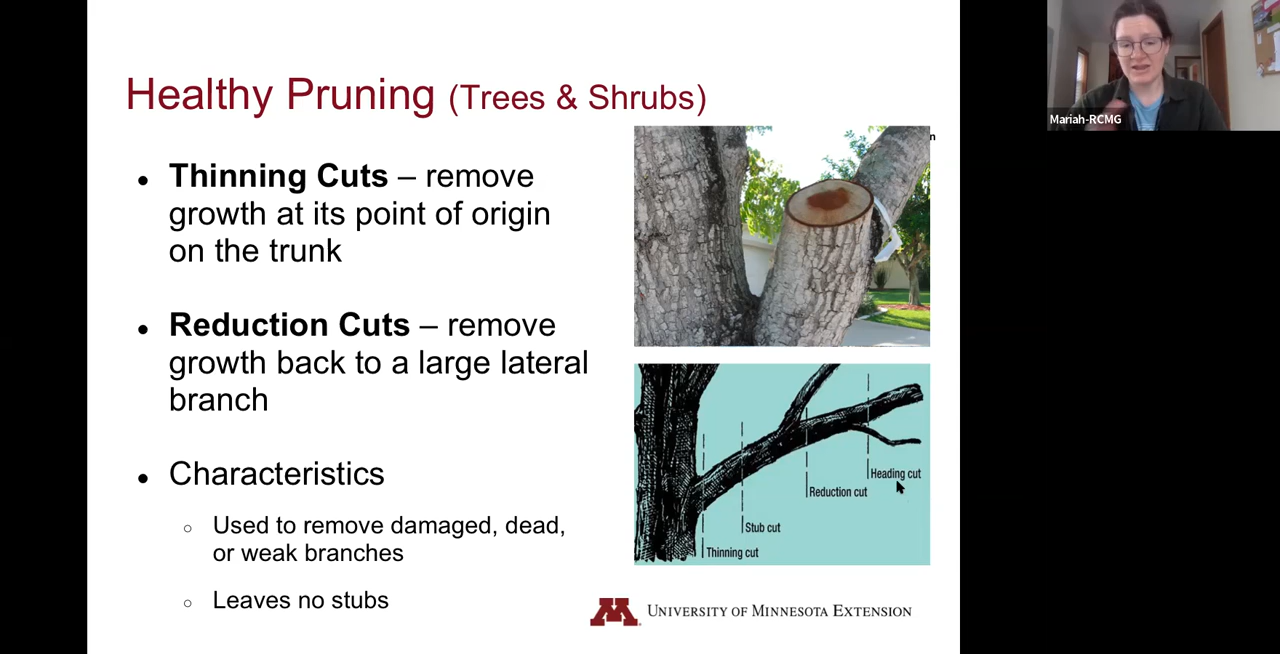 Healthy Pruning (Trees & Shrubs)
Thinning Cuts – remove
growth at its point of origin
on the trunk
Reduction Cuts – remove
growth back to a large lateral
branch
Characteristics
Used to remove damaged, dead,
or weak branches
Leaves no stubs
n
Heading cut
Reduction cut
Stub cut
Thinning cut
M
UNIVERSITY OF MINNESOTA EXTENSION
Mariah-RCMG